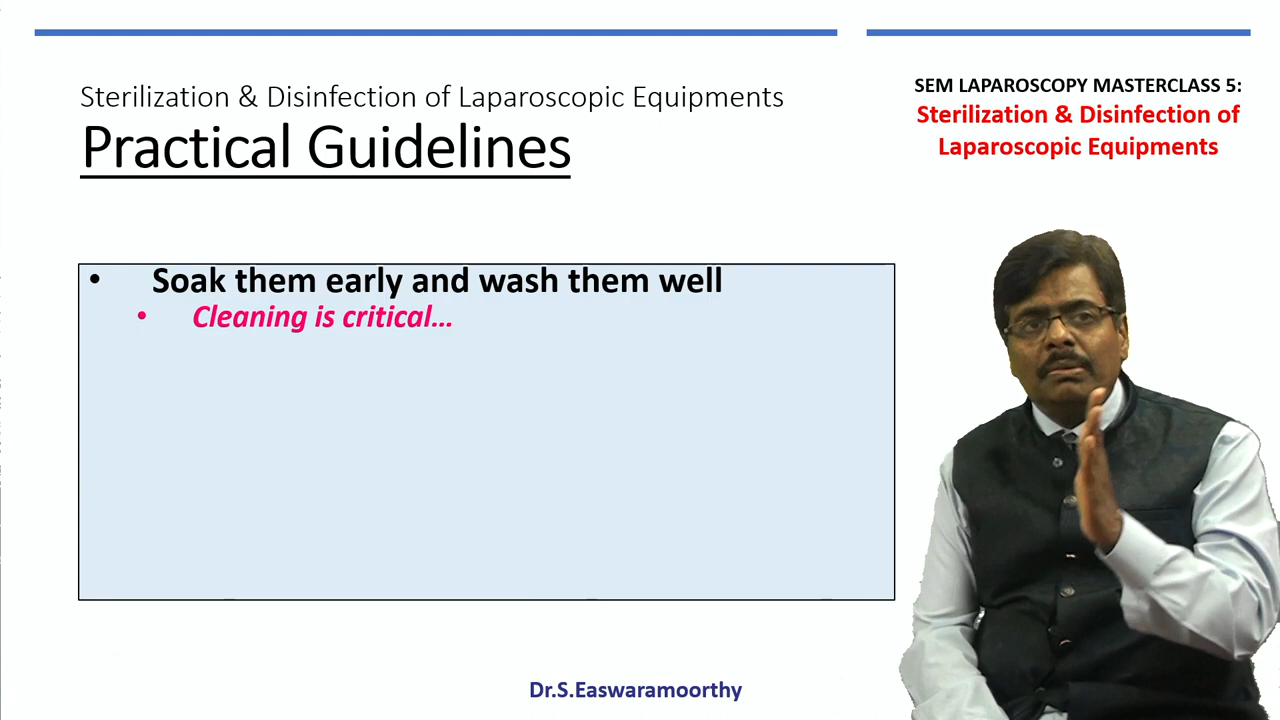 Sterilization & Disinfection of Laparoscopic Equipments
Practical Guidelines
SEM LAPAROSCOPY MASTERCLASS 5:
Sterilization & Disinfection of
Laparoscopic Equipments
• Soak them early and wash them well
• Cleaning is critical...
Dr.S.Easwaramoorthy